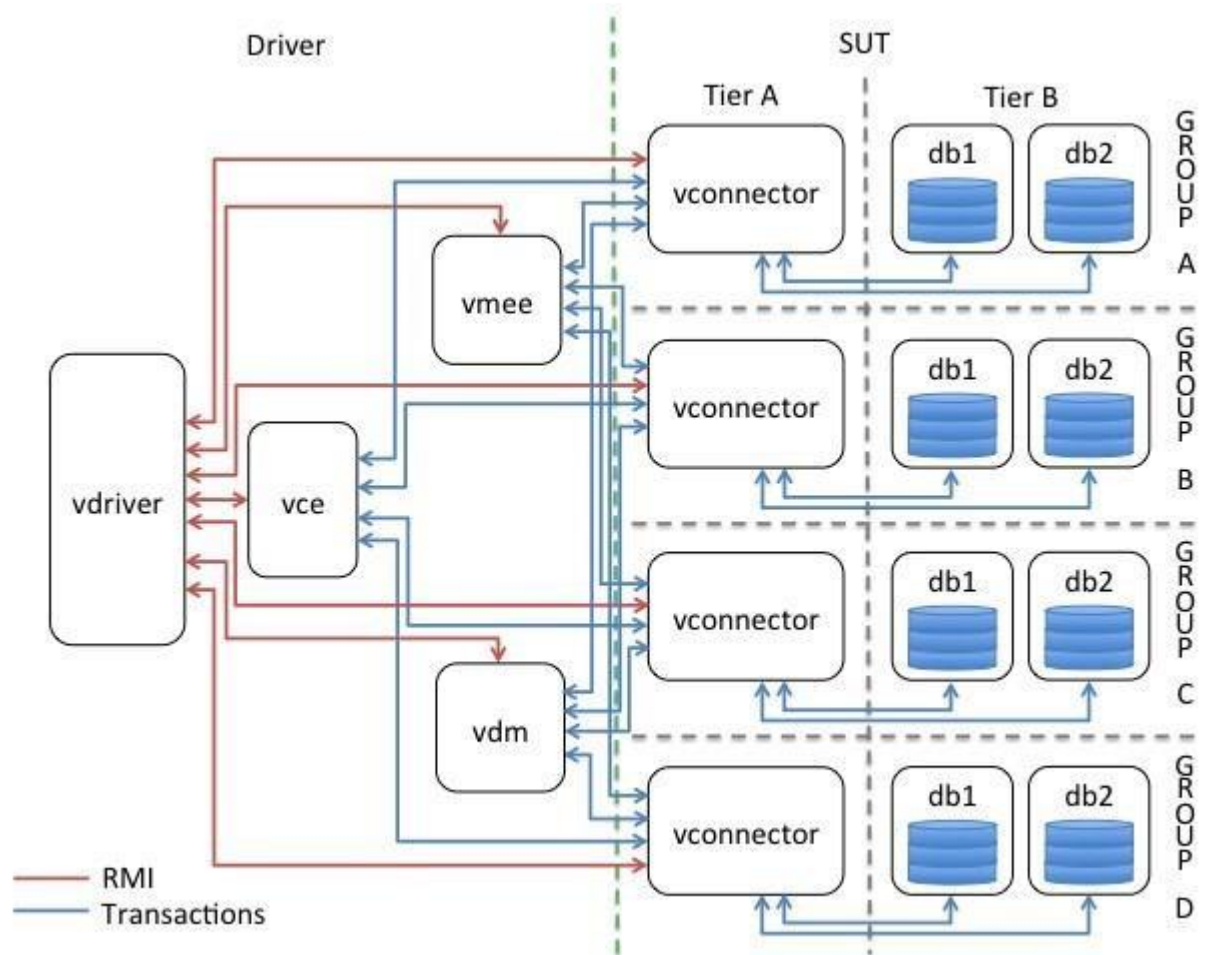 Driver
SUT
Tier A
Tier B
vconnector
db1
db2
GROUP A
vmee
vconnector
db1
db2
GROUP B
vdriver
vce
vconnector
db1
db2
GROUP C
vdm
vconnector
db1
db2
GROUP D
RMI
Transactions